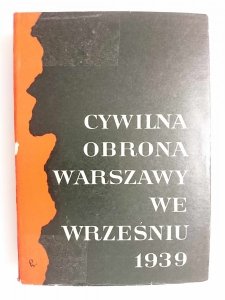 CYWILNA
OBRONA
WARSZAWY
WE
WRZEŚNIU
1939